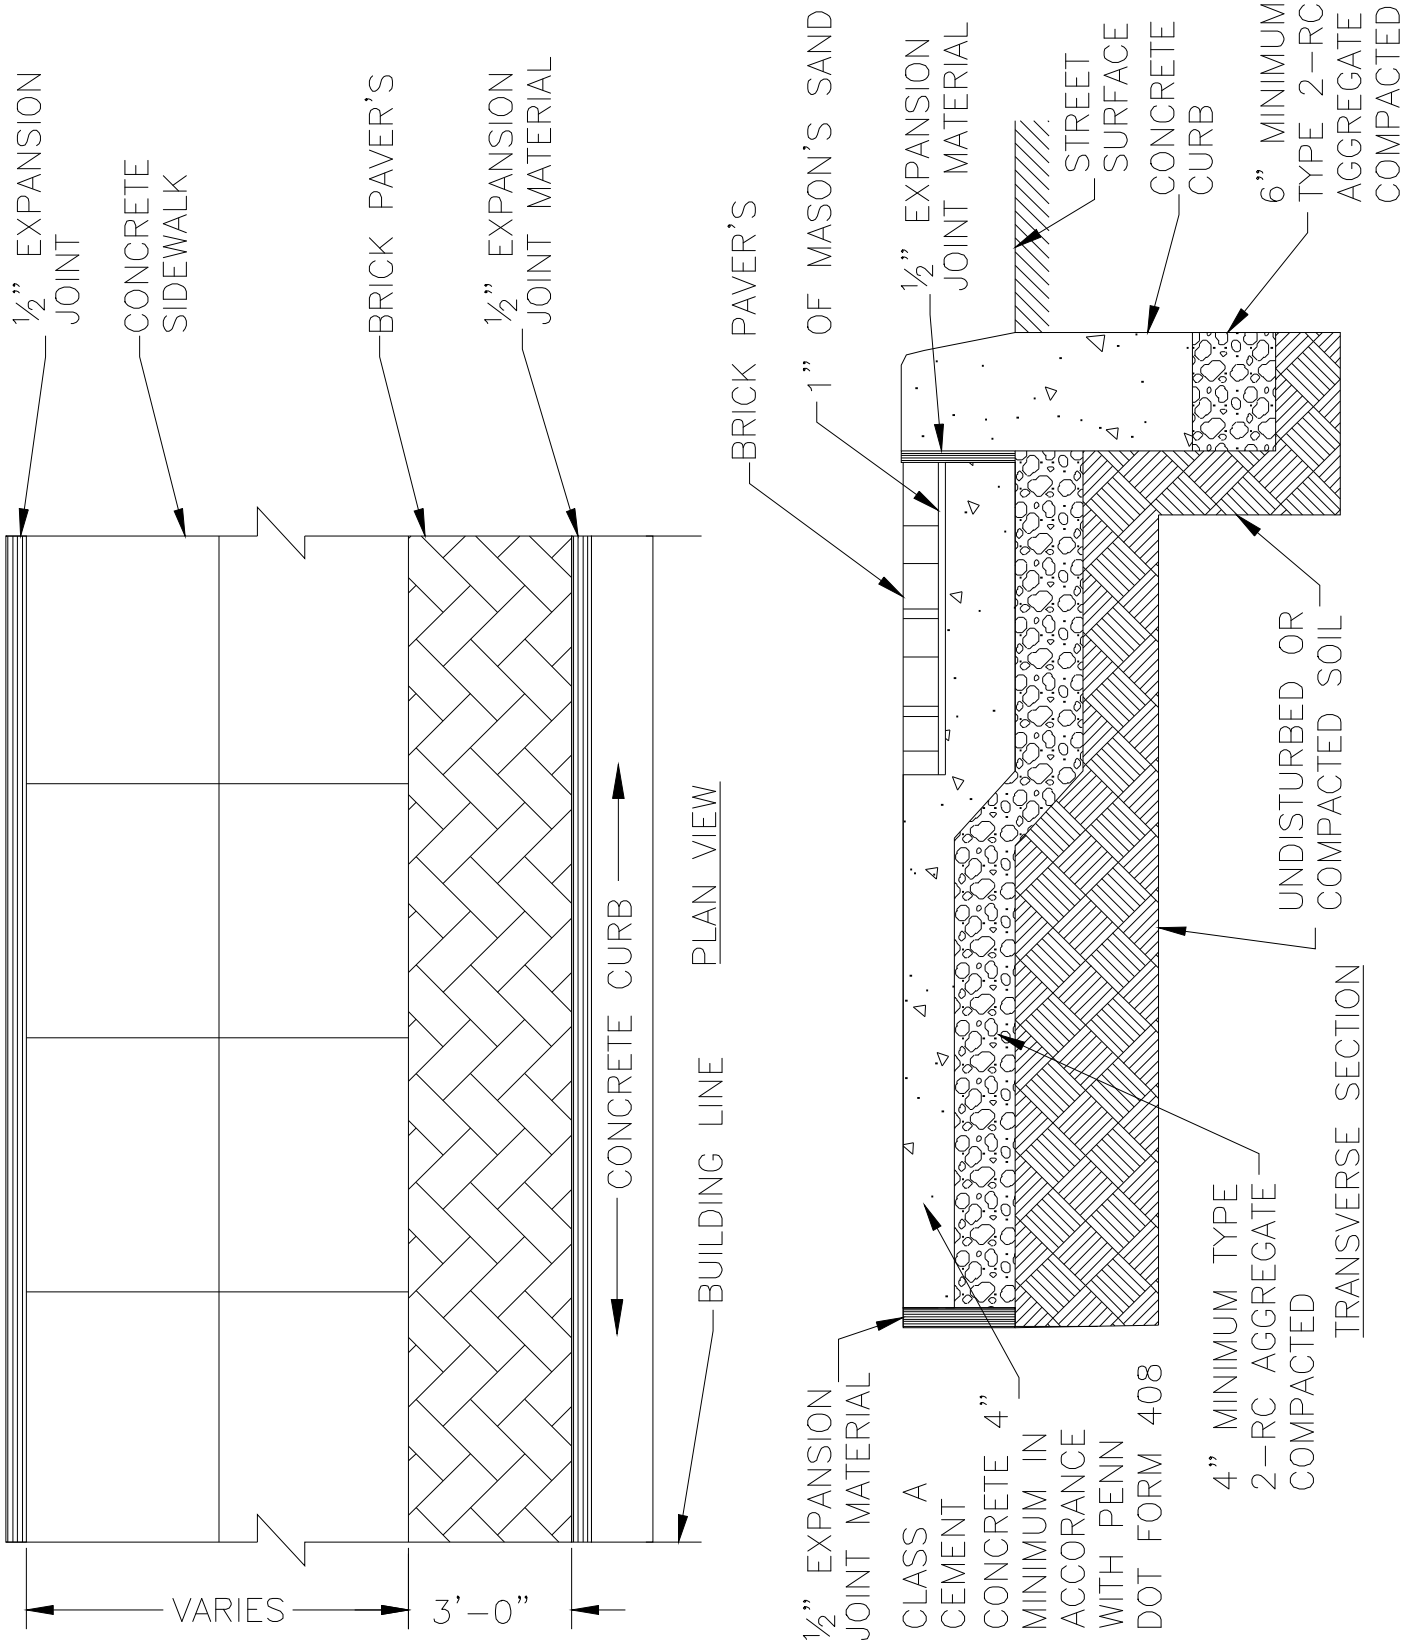 ½" EXPANSION
JOINT
CONCRETE
SIDEWALK
BRICK PAVER'S
½" EXPANSION
JOINT MATERIAL
VARIES
3'-0"
CONCRETE CURB
BUILDING LINE
PLAN VIEW
BRICK PAVER'S
1" OF MASON'S SAND
½" EXPANSION
JOINT MATERIAL
STREET
SURFACE
CONCRETE
CURB
6" MINIMUM
TYPE 2-RC
AGGREGATE
COMPACTED
½" EXPANSION
JOINT MATERIAL
CLASS A
CEMENT
CONCRETE 4"
MINIMUM IN
ACCORANCE
WITH PENN
DOT FORM 408
4" MINIMUM TYPE
2-RC AGGREGATE
COMPACTED
UNDISTURBED OR
COMPACTED SOIL
TRANSVERSE SECTION